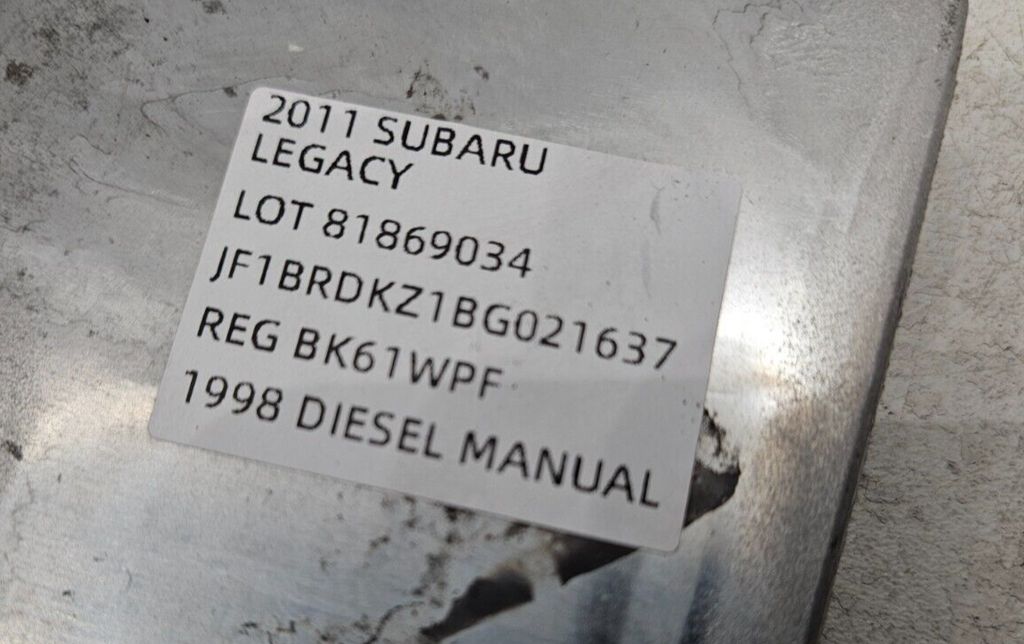 2011 SUBARU
LEGACY
LOT 81869034
JF1BRDKZ1BG021637
REG BK61WPF
1998 DIESEL MANUAL